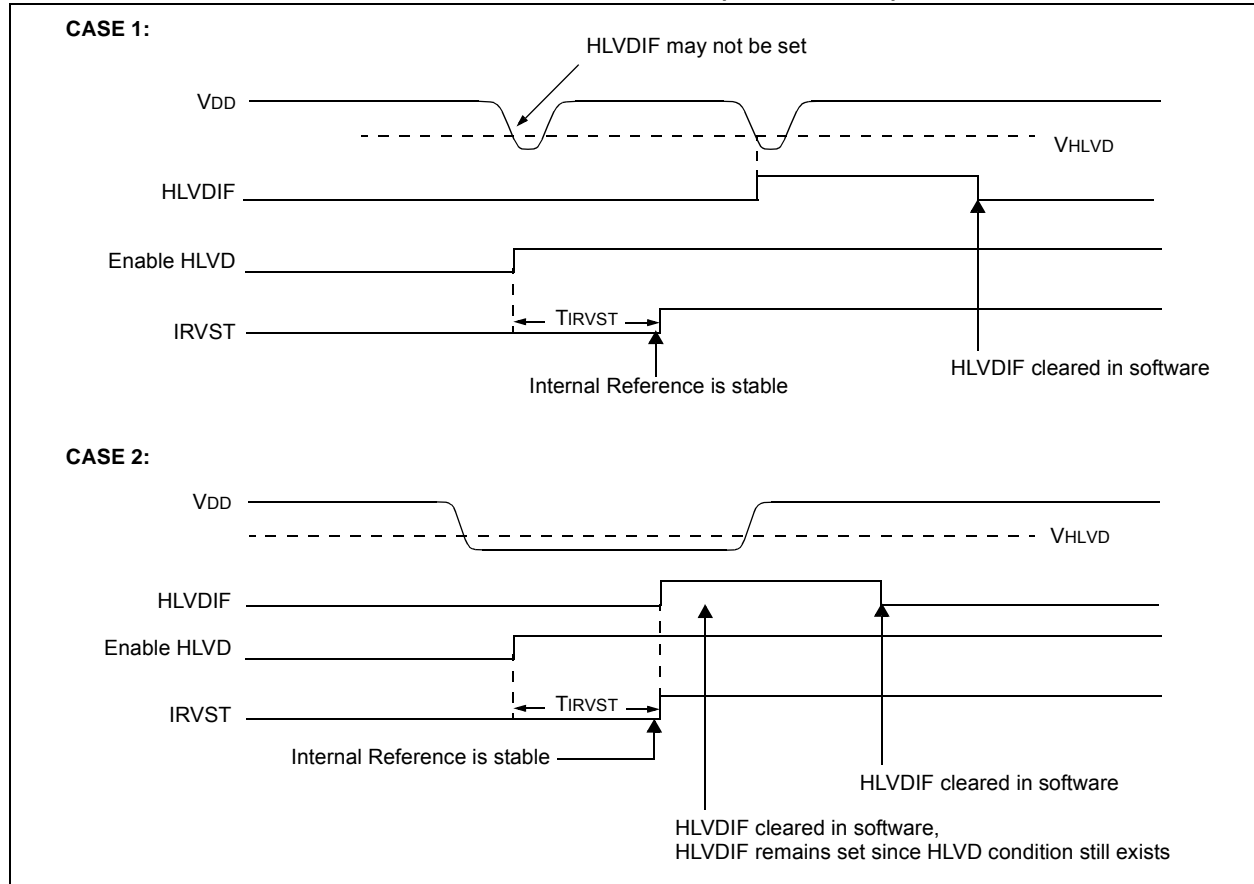 CASE 1:
HLVDIF may not be set
VDD
VHLVD
HLVDIF
Enable HLVD
TIRVST
IRVST
HLVDIF cleared in software
Internal Reference is stable
CASE 2:
VDD
VHLVD
HLVDIF
Enable HLVD
TIRVST
IRVST
Internal Reference is stable
HLVDIF cleared in software
HLVDIF cleared in software,
HLVDIF remains set since HLVD condition still exists